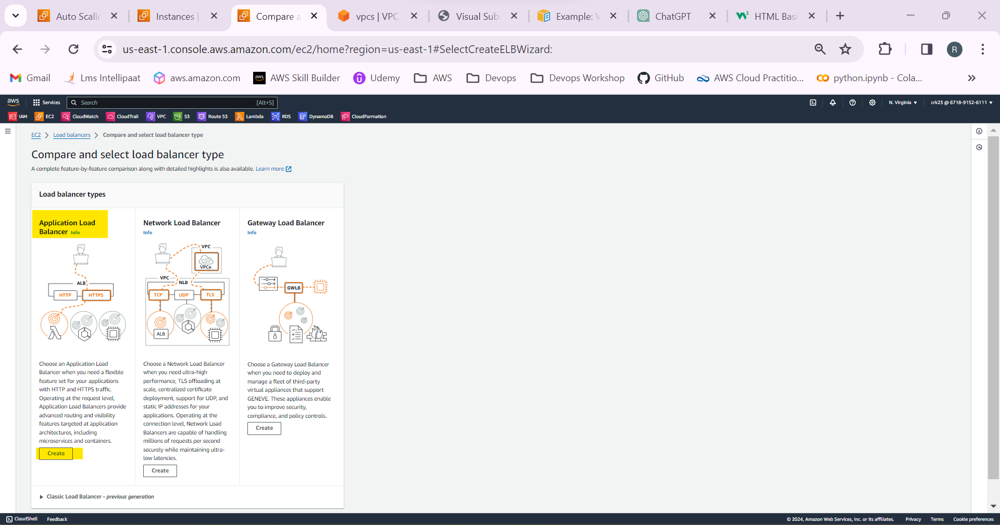 Auto Scalin
Instances |
Compare a
vpcs | VPC
Visual Sub
Example: V
ChatGPT
HTML Basi
us-east-1.console.aws.amazon.com/ec2/home?region=us-east-1#SelectCreateELBWizard:
R
Gmail
Lms Intellipaat
aws.amazon.com
aws
AWS Skill Builder
Udemy
AWS
Devops
Devops Workshop
GitHub
AWS Cloud Practitio...
python.ipynb - Cola...
aws
Services
Search
[Alt+S]
N. Virginia
crk23 @ 6718-9152-6111
IAM
EC2
CloudWatch
CloudTrail
VPC
S3
Route 53
Lambda
RDS
DynamoDB
CloudFormation
EC2
Load balancers
Compare and select load balancer type
Compare and select load balancer type
A complete feature-by-feature comparison along with detailed highlights is also available. Learn more
Load balancer types
Application Load
Balancer Info
ALB
HTTP
HTTPS
Choose an Application Load
Balancer when you need a flexible
feature set for your applications
with HTTP and HTTPS traffic.
Operating at the request level,
Application Load Balancers provide
advanced routing and visibility
features targeted at application
architectures, including
microservices and containers.
Create
Network Load Balancer
Info
VPC
VPCe
VPC
NLB
TCP
UDP
TLS
ALB
Choose a Network Load Balancer
when you need ultra-high
performance, TLS offloading at
scale, centralized certificate
deployment, support for UDP, and
static IP addresses for your
applications. Operating at the
connection level, Network Load
Balancers are capable of handling
millions of requests per second
securely while maintaining ultra-
low latencies.
Create
Gateway Load Balancer
Info
GWLB
Choose a Gateway Load Balancer
when you need to deploy and
manage a fleet of third-party
virtual appliances that support
GENEVE. These appliances enable
you to improve security,
compliance, and policy controls.
Create
Classic Load Balancer - previous generation
CloudShell
Feedback
© 2024, Amazon Web Services, Inc. or its affiliates.
Privacy
Terms
Cookie preferences